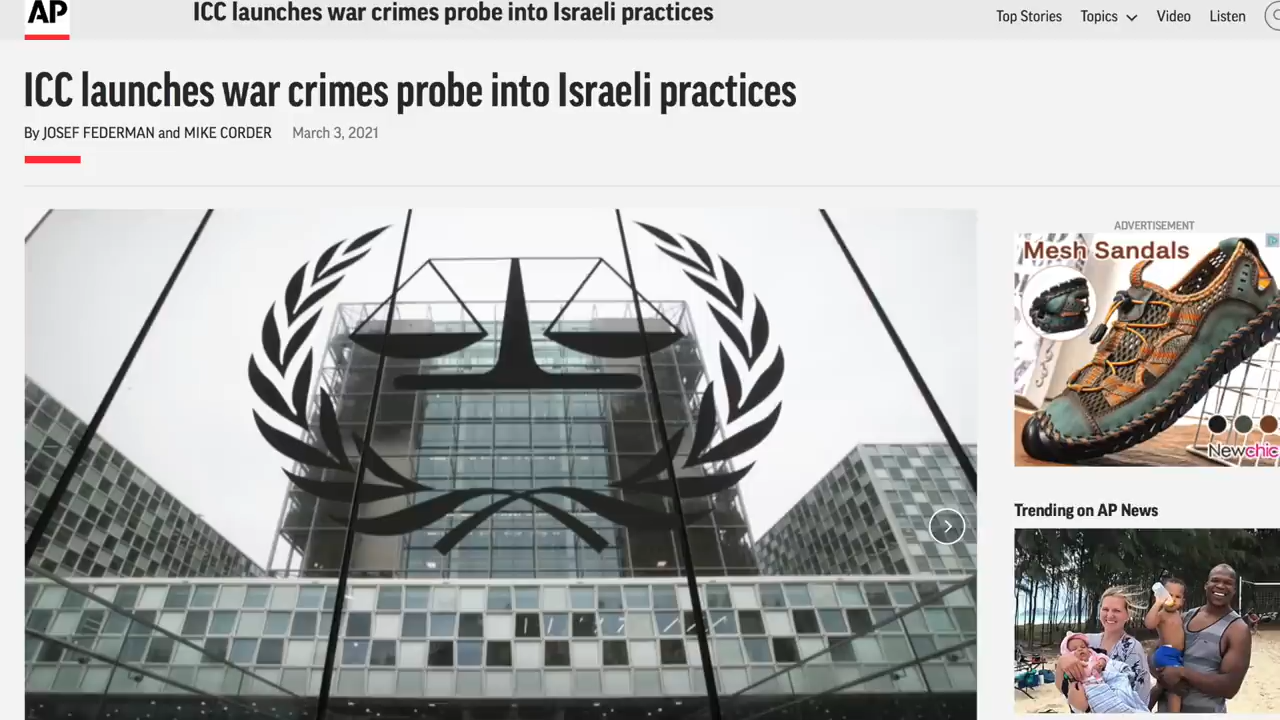 AP
ICC launches war crimes probe into Israeli practices
Top Stories Topics Video Listen
ICC launches war crimes probe into Israeli practices
By JOSEF FEDERMAN and MIKE CORDER March 3, 2021
ADVERTISEMENT
Mesh Sandals
Newchic
Trending on AP News